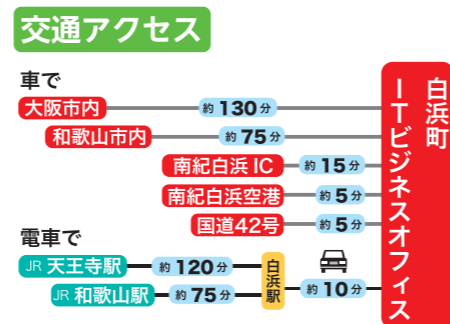 交通アクセス
車で
大阪市内 約130分
和歌山市内 約75分
南紀白浜IC 約15分
南紀白浜空港 約5分
国道42号 約5分
電車で
JR 天王寺駅 約120分
JR 和歌山駅 約75分
白浜駅
約10分
白浜町
ITビジネスオフィス